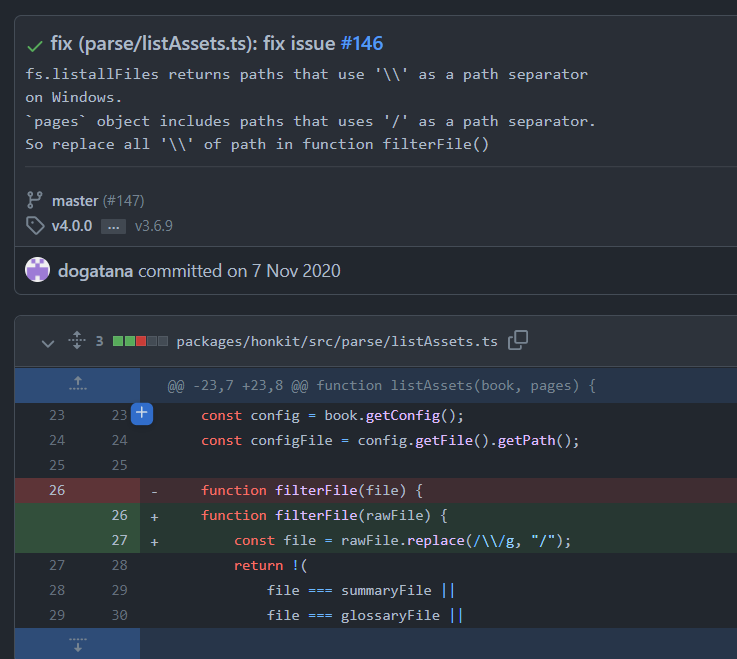 fix (parse/listAssets.ts): fix issue #146
fs.listallFiles returns paths that use '\\' as a path separator
on Windows.
`pages` object includes paths that uses '/' as a path separator.
So replace all '\\' of path in function filterFile()
master (#147)
v4.0.0 ... v3.6.9
dogatana committed on 7 Nov 2020
3 packages/honkit/src/parse/listAssets.ts
@@ -23,7 +23,8 @@ function listAssets(book, pages) {
23 23 + const config = book.getConfig();
24 24 const configFile = config.getFile().getPath();
25 25
26 - function filterFile(file) {
26 + function filterFile(rawFile) {
27 + const file = rawFile.replace(/\\/g, "/");
27 28 return !(
28 29 file === summaryFile ||
29 30 file === glossaryFile ||